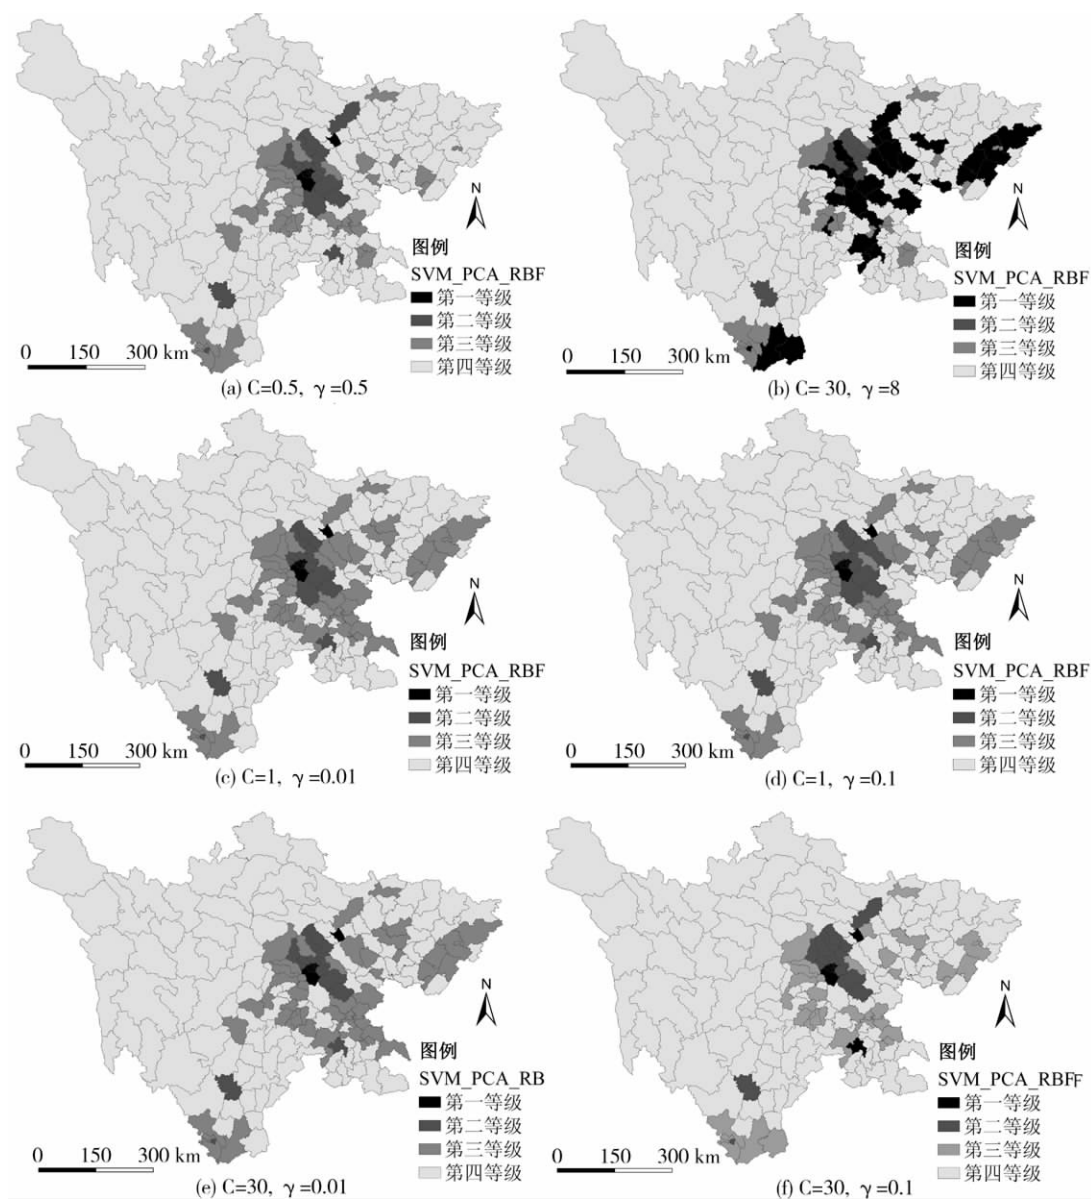 N
图例
SVM_PCA_RBF
第一等级
第二等级
第三等级
第四等级
0 150 300 km
(a) C=0.5, γ=0.5
N
图例
SVM_PCA_RBF
第一等级
第二等级
第三等级
第四等级
0 150 300 km
(b) C= 30, γ=8
N
图例
SVM_PCA_RBF
第一等级
第二等级
第三等级
第四等级
0 150 300 km
(c) C=1, γ=0.01
N
图例
SVM_PCA_RBF
第一等级
第二等级
第三等级
第四等级
0 150 300 km
(d) C=1, γ=0.1
N
图例
SVM_PCA_RB
第一等级
第二等级
第三等级
第四等级
0 150 300 km
(e) C=30, γ=0.01
N
图例
SVM_PCA_RBFF
第一等级
第二等级
第三等级
第四等级
0 150 300 km
(f) C=30, γ=0.1